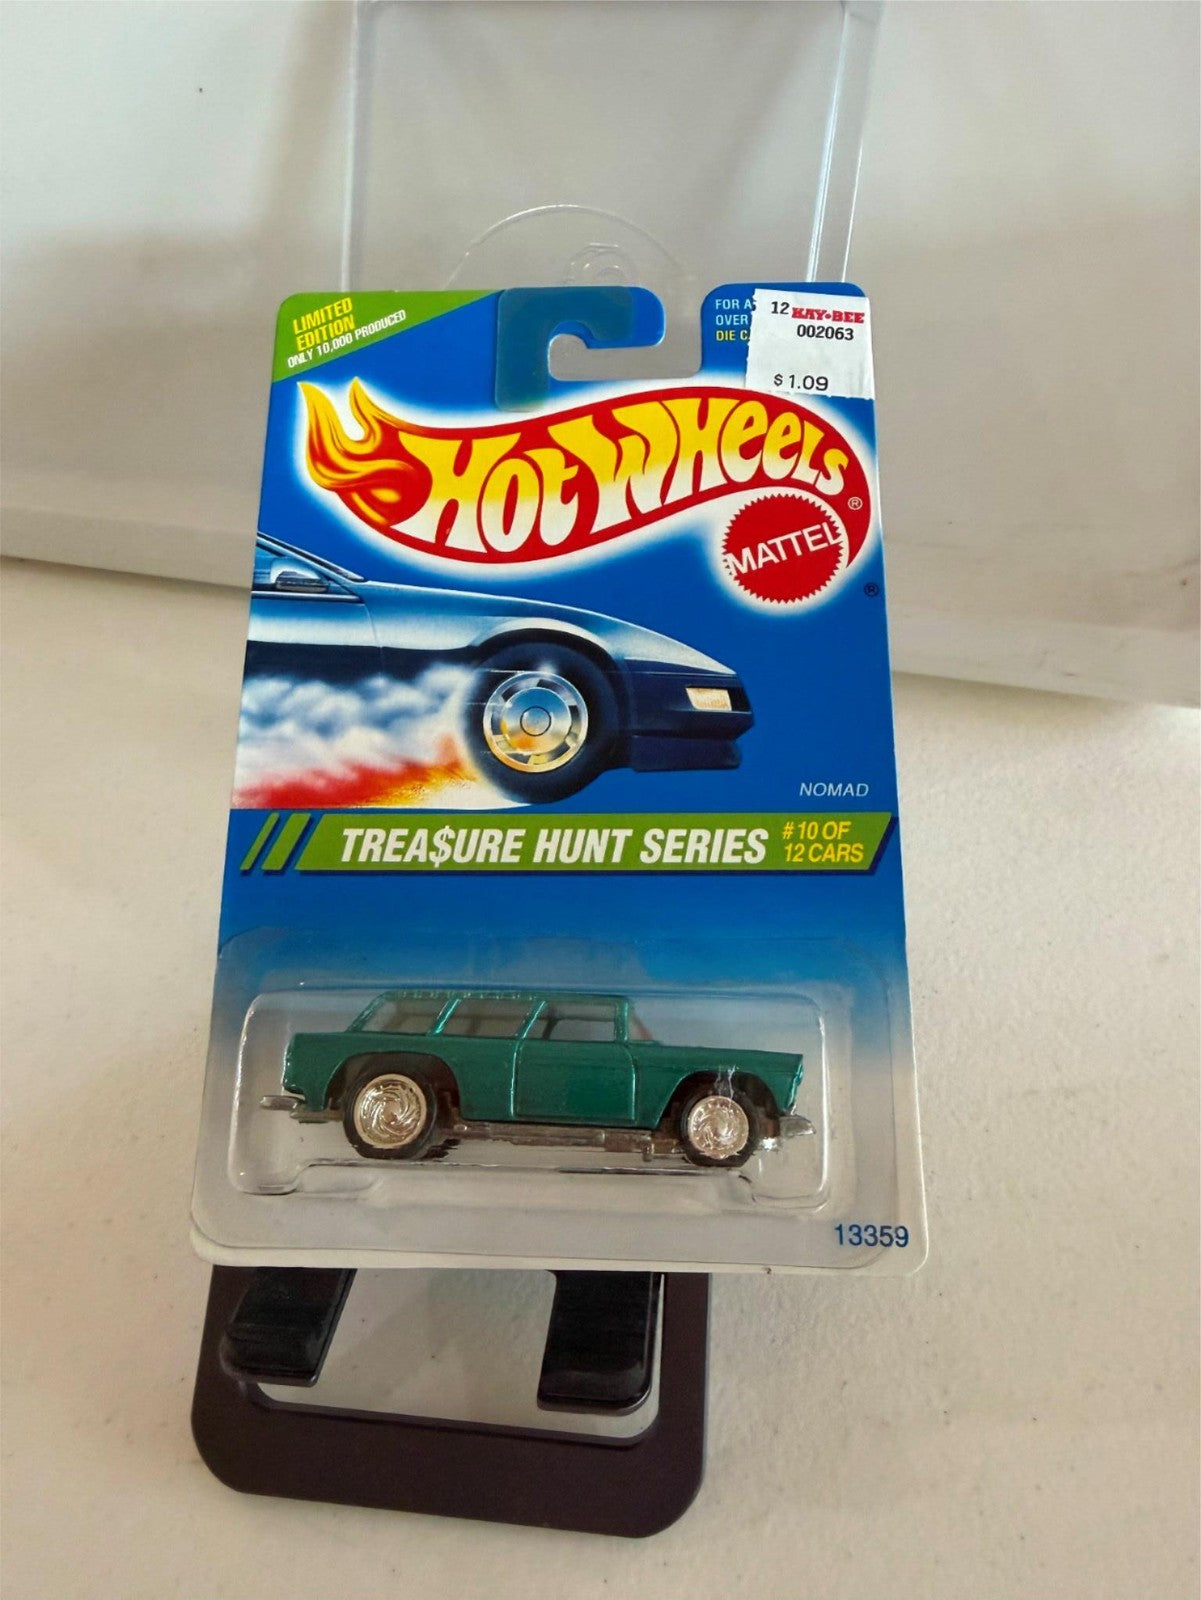 LIMITED
EDITION
ONLY 10,000 PRODUCED
FOR A
OVER
DIE C
12 KAY•BEE
002063
$1.09
HOT WHEELS
®
MATTEL
®
NOMAD
TREA$URE HUNT SERIES
#10 OF
12 CARS
13359